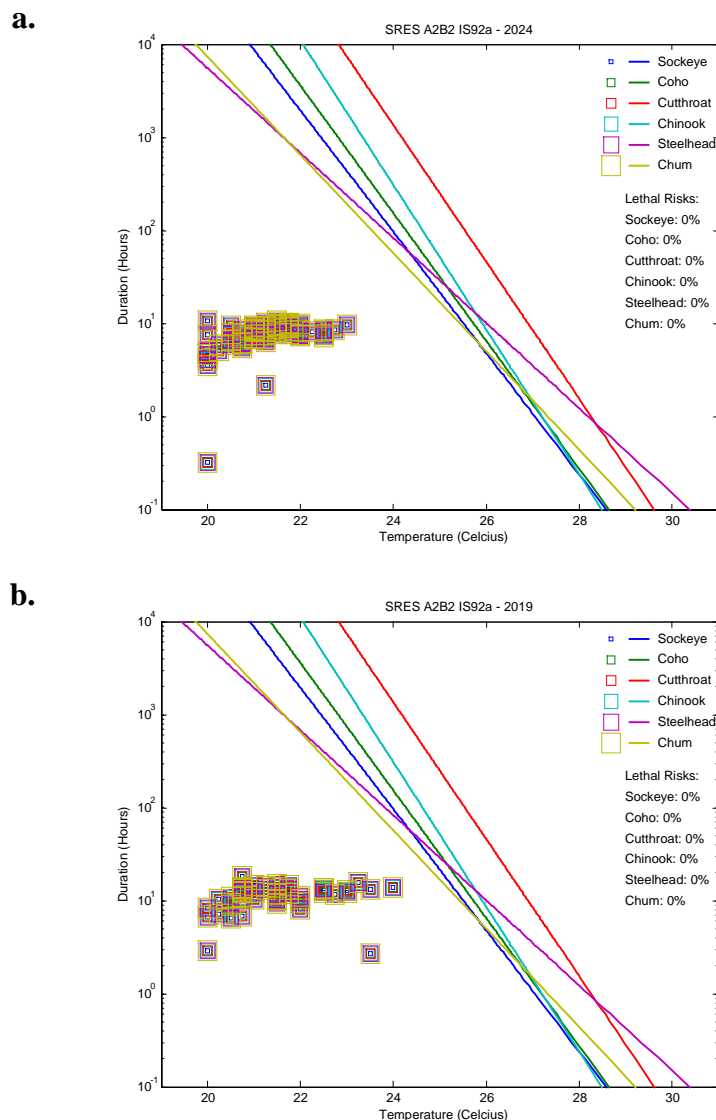 a.
SRES A2B2 IS92a - 2024
10^4
10^3
10^2
10^1
10^0
10^-1
Duration (Hours)
Sockeye
Coho
Cutthroat
Chinook
Steelhead
Chum
Lethal Risks:
Sockeye: 0%
Coho: 0%
Cutthroat: 0%
Chinook: 0%
Steelhead: 0%
Chum: 0%
20 22 24 26 28 30
Temperature (Celcius)
b.
SRES A2B2 IS92a - 2019
10^4
10^3
10^2
10^1
10^0
10^-1
Duration (Hours)
Sockeye
Coho
Cutthroat
Chinook
Steelhead
Chum
Lethal Risks:
Sockeye: 0%
Coho: 0%
Cutthroat: 0%
Chinook: 0%
Steelhead: 0%
Chum: 0%
20 22 24 26 28 30
Temperature (Celcius)